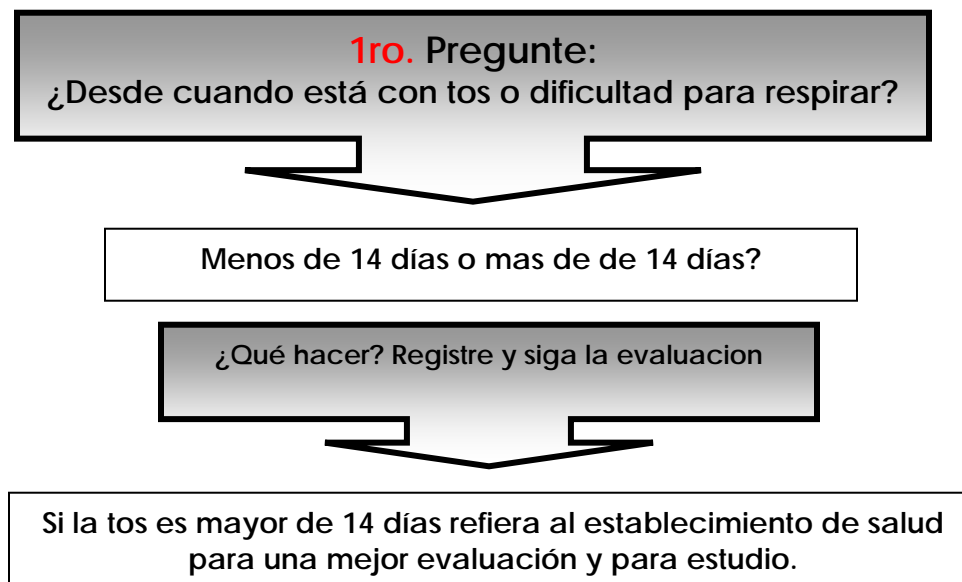 1ro. Pregunte:
¿Desde cuando está con tos o dificultad para respirar?
Menos de 14 días o mas de de 14 días?
¿Qué hacer? Registre y siga la evaluacion
Si la tos es mayor de 14 días refiera al establecimiento de salud
para una mejor evaluación y para estudio.